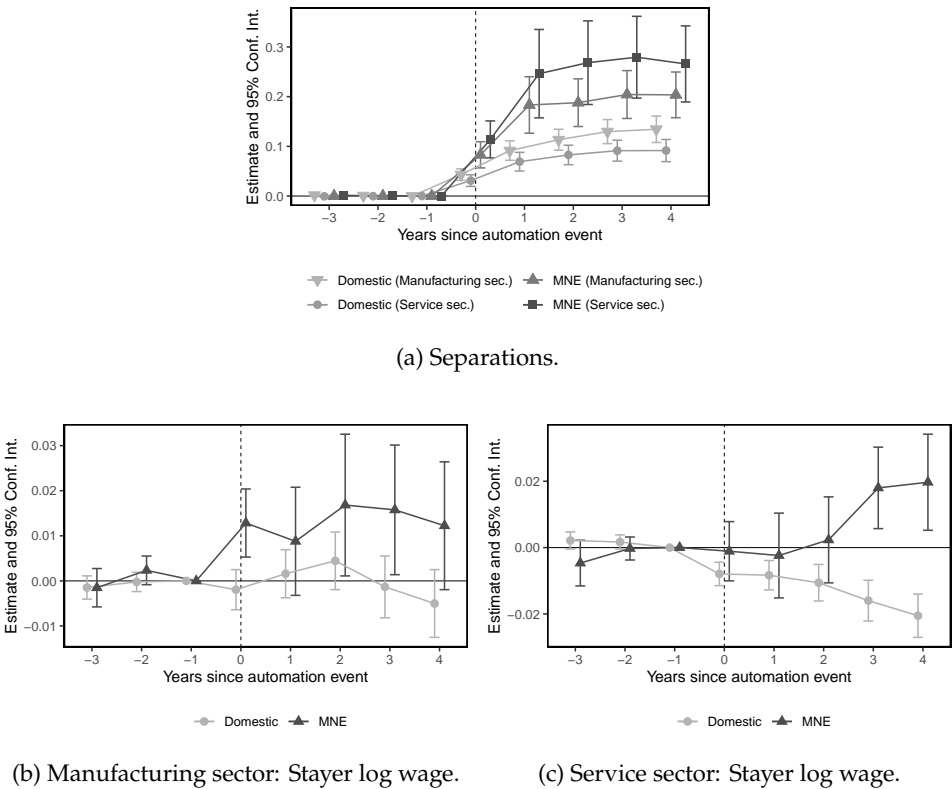 Estimate and 95% Conf. Int.
0.3
0.2
0.1
0.0
−3 −2 −1 0 1 2 3 4
Years since automation event
Domestic (Manufacturing sec.) MNE (Manufacturing sec.)
Domestic (Service sec.) MNE (Service sec.)
(a) Separations.
Estimate and 95% Conf. Int.
0.03
0.02
0.01
0.00
−0.01
−3 −2 −1 0 1 2 3 4
Years since automation event
Domestic MNE
(b) Manufacturing sector: Stayer log wage.
Estimate and 95% Conf. Int.
0.02
0.00
−0.02
−3 −2 −1 0 1 2 3 4
Years since automation event
Domestic MNE
(c) Service sector: Stayer log wage.